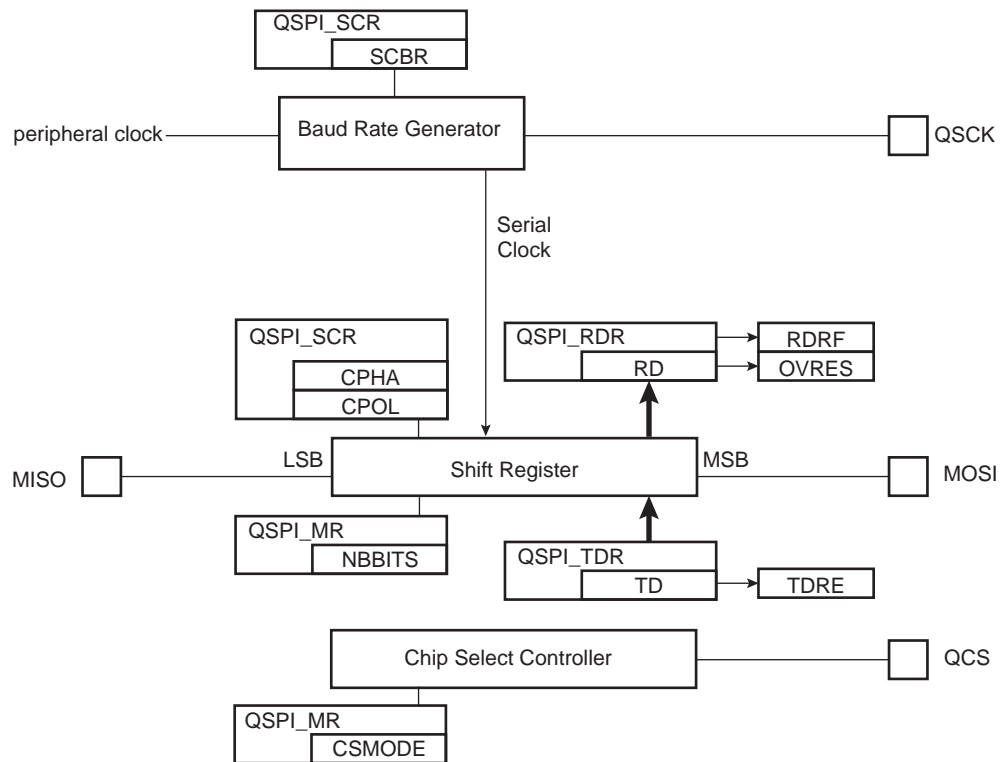 QSPI_SCR
SCBR
peripheral clock
Baud Rate Generator
QSCK
Serial
Clock
QSPI_SCR
CPHA
CPOL
QSPI_RDR
RD
RDRF
OVRES
MISO
LSB
Shift Register
MSB
MOSI
QSPI_MR
NBBITS
QSPI_TDR
TD
TDRE
Chip Select Controller
QCS
QSPI_MR
CSMODE